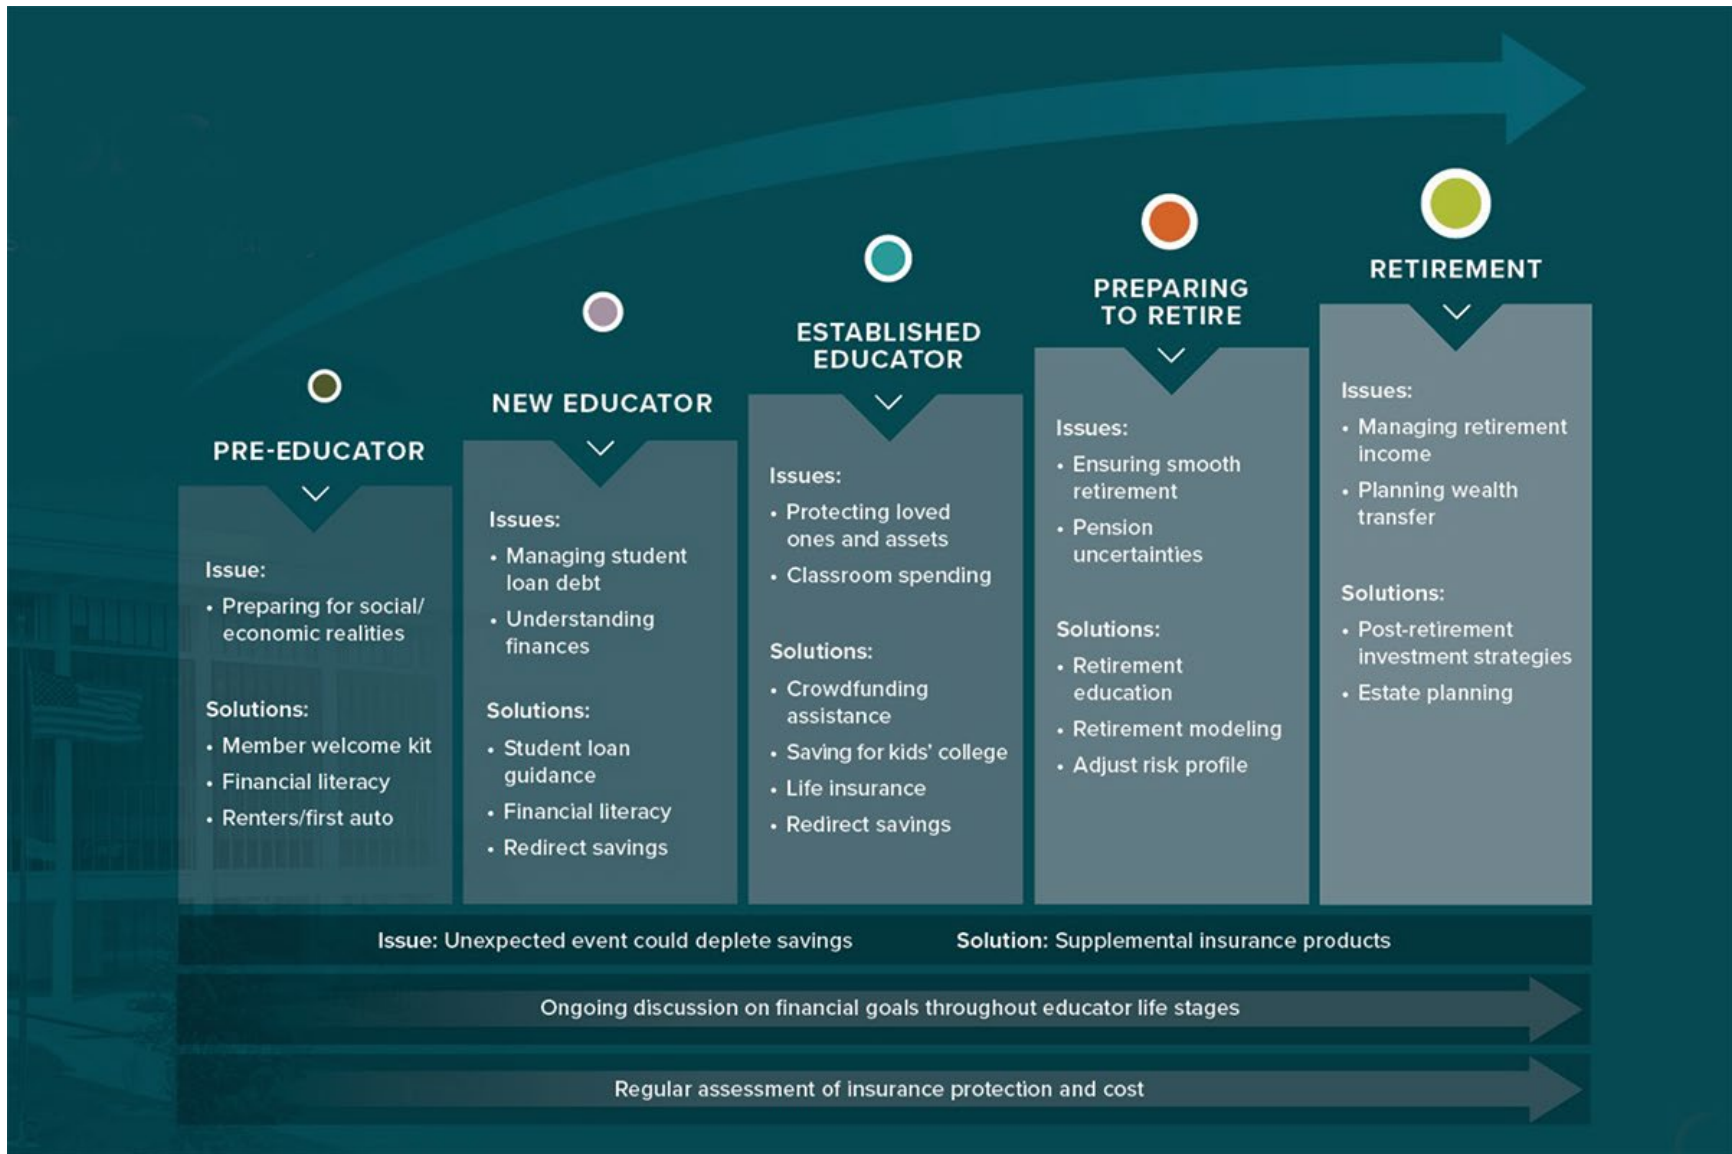 PRE-EDUCATOR
Issue:
• Preparing for social/
economic realities
Solutions:
• Member welcome kit
• Financial literacy
• Renters/first auto
NEW EDUCATOR
Issues:
• Managing student
loan debt
• Understanding
finances
Solutions:
• Student loan
guidance
• Financial literacy
• Redirect savings
ESTABLISHED
EDUCATOR
Issues:
• Protecting loved
ones and assets
• Classroom spending
Solutions:
• Crowdfunding
assistance
• Saving for kids’ college
• Life insurance
• Redirect savings
PREPARING
TO RETIRE
Issues:
• Ensuring smooth
retirement
• Pension
uncertainties
Solutions:
• Retirement
education
• Retirement modeling
• Adjust risk profile
RETIREMENT
Issues:
• Managing retirement
income
• Planning wealth
transfer
Solutions:
• Post-retirement
investment strategies
• Estate planning
Issue: Unexpected event could deplete savings Solution: Supplemental insurance products
Ongoing discussion on financial goals throughout educator life stages
Regular assessment of insurance protection and cost